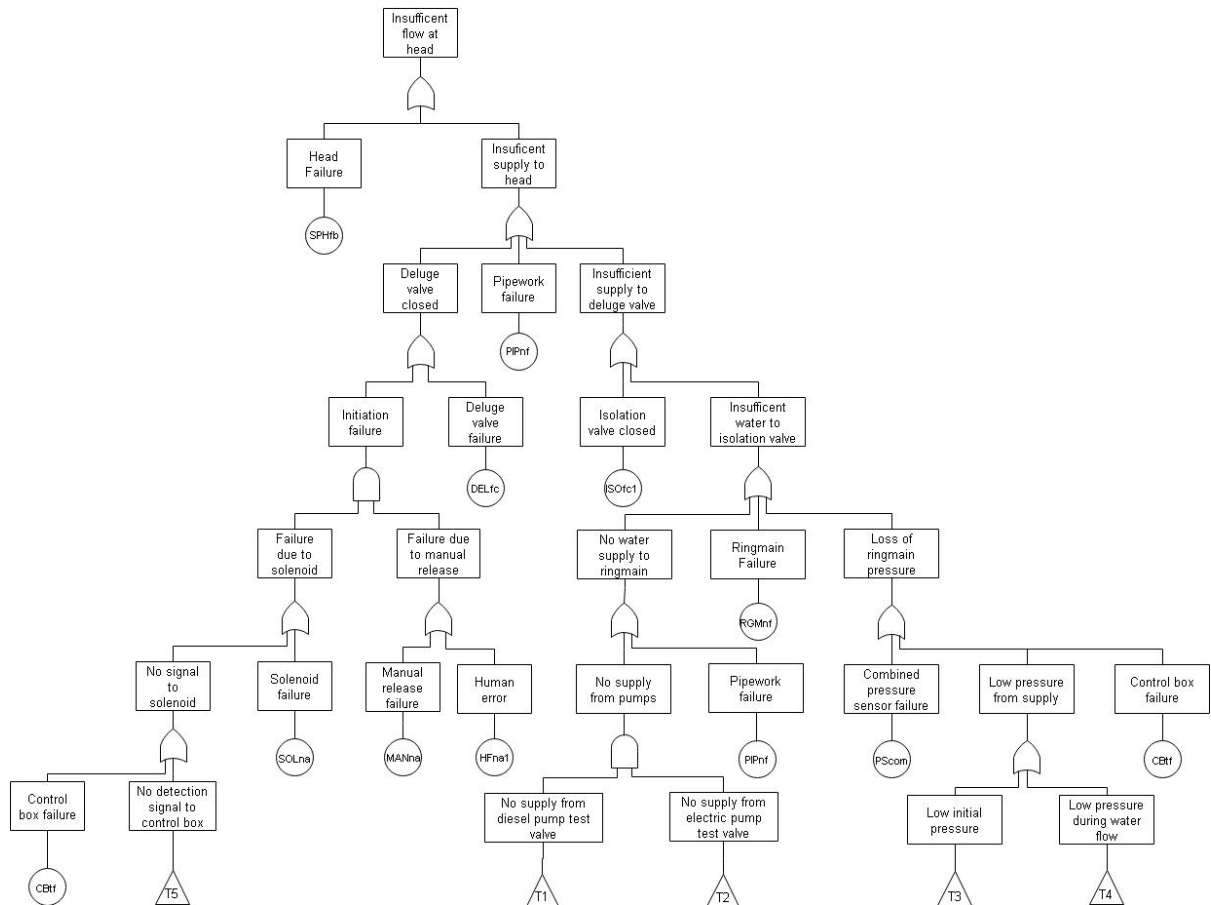 Insufficent
flow at
head
Head
Failure
Insuficent
supply to
head
SPHfb
Deluge
valve
closed
Pipework
failure
Insufficient
supply to
deluge valve
PIPnf
Initiation
failure
Deluge
valve
failure
Isolation
valve closed
Insufficent
water to
isolation valve
DELfc
ISOfc1
Failure
due to
solenoid
Failure due
to manual
release
No water
supply to
ringmain
Ringmain
Failure
Loss of
ringmain
pressure
RGMnf
No signal
to
solenoid
Solenoid
failure
Manual
release
failure
Human
error
No supply
from pumps
Pipework
failure
Combined
pressure
sensor failure
Low pressure
from supply
Control box
failure
SOLna
MANna
HFna1
PIPnf
PScom
CBtf
Control
box failure
No detection
signal to
control box
No supply from
diesel pump test
valve
No supply from
electric pump
test valve
Low initial
pressure
Low pressure
during water
flow
CBtf
T5
T1
T2
T3
T4